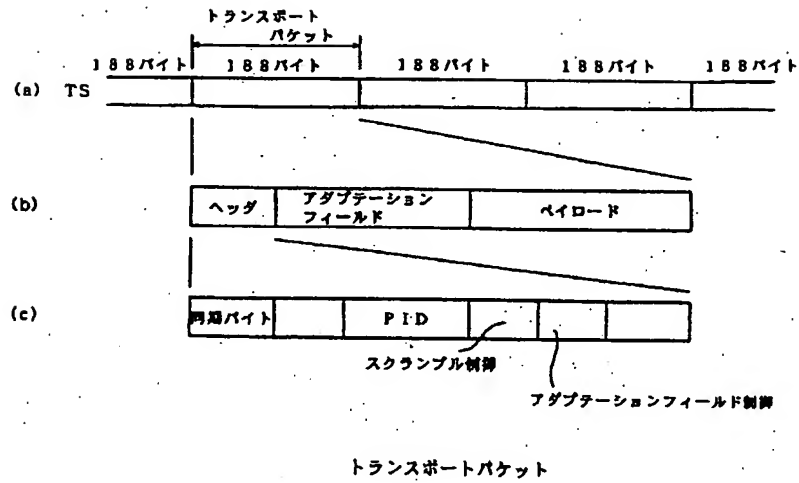 トランスポート
パケット
188バイト 188バイト 188バイト 188バイト 188バイト
(a) TS
(b) ヘッダ アダプテーション
フィールド ペイロード
(c) 同期バイト PID
スクランブル制御
アダプテーションフィールド制御
トランスポートパケット